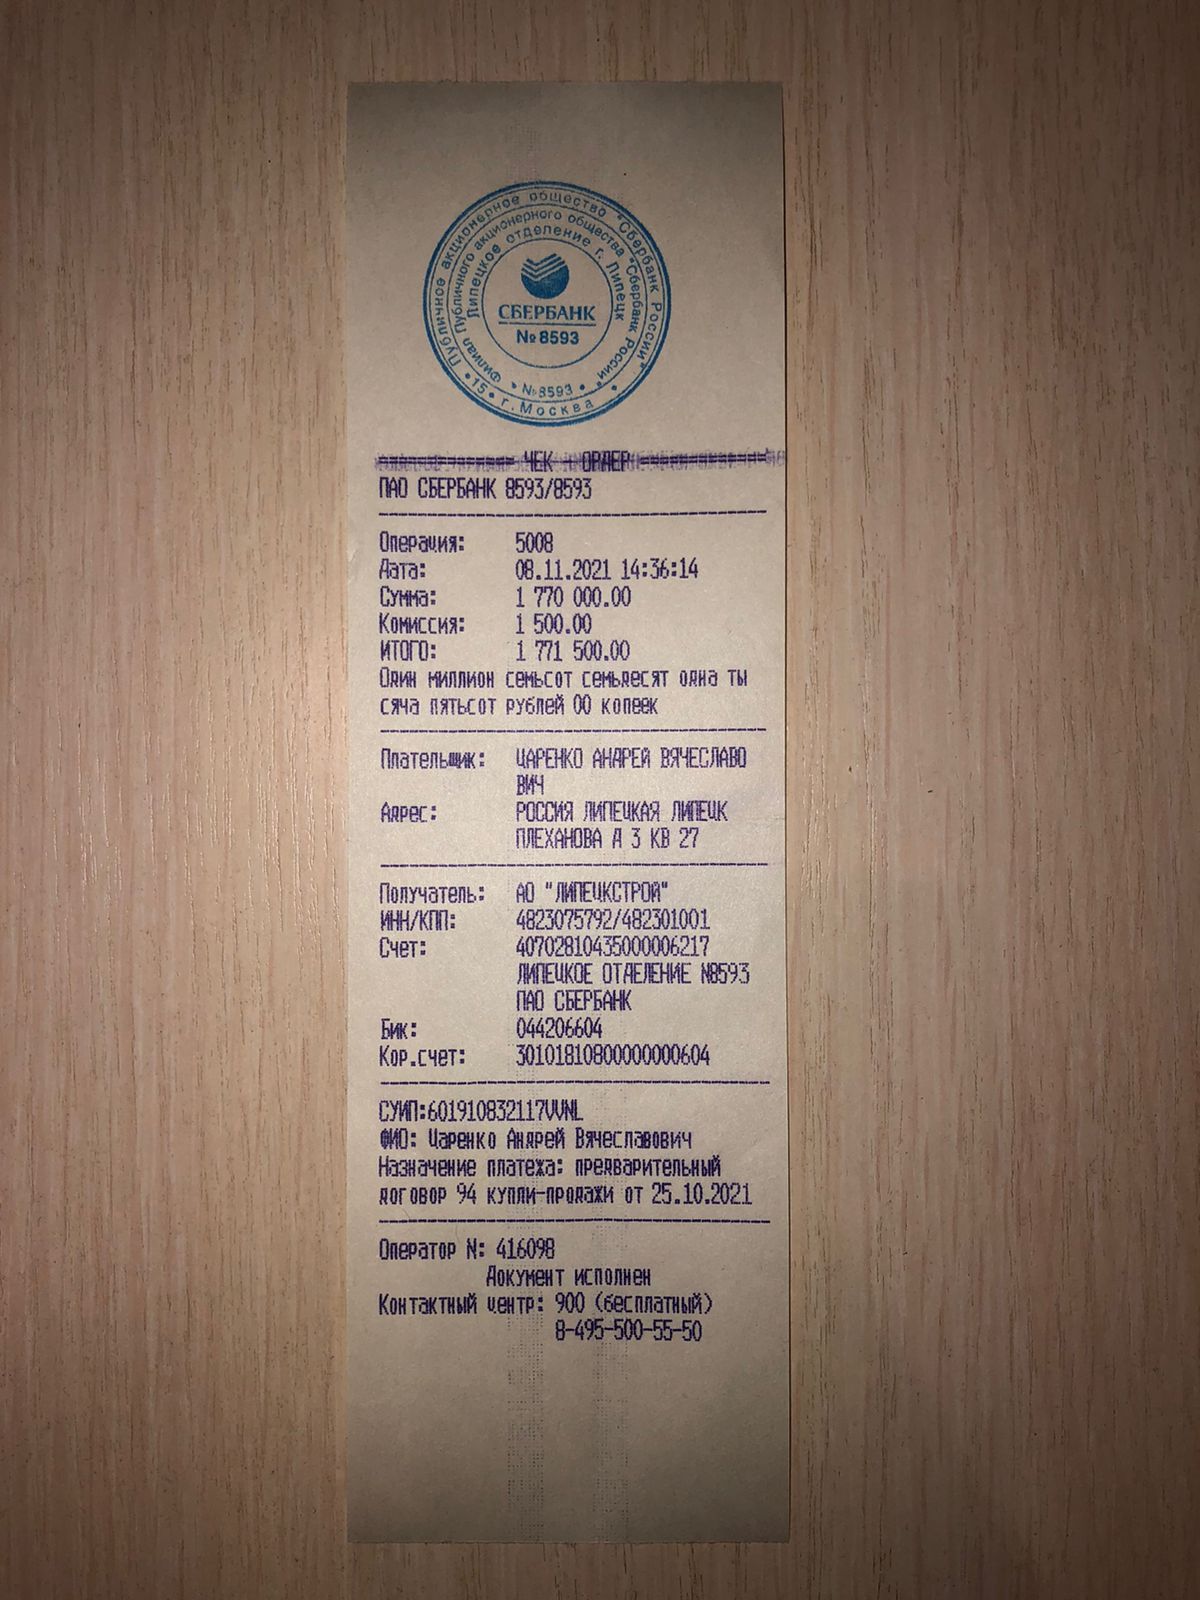 Публичное акционерное общество "Сбербанк России"
Филиал Публичного акционерного общества "Сбербанк России"
Липецкое отделение г. Липецк
СБЕРБАНК
№8593
• №8593 •
•15• г. Москва •
ЧЕК - ОРДЕР
ПАО СБЕРБАНК 8593/8593
Операция: 5008
Дата: 08.11.2021 14:36:14
Сумма: 1 770 000.00
Комиссия: 1 500.00
ИТОГО: 1 771 500.00
Один миллион семьсот семьдесят одна ты
сяча пятьсот рублей 00 копеек
Плательщик: ЦАРЕНКО АНДРЕЙ ВЯЧЕСЛАВО
ВИЧ
Адрес: РОССИЯ ЛИПЕЦКАЯ ЛИПЕЦК
ПЛЕХАНОВА Д 3 КВ 27
Получатель: АО "ЛИПЕЦКСТРОЙ"
ИНН/КПП: 4823075792/482301001
Счет: 40702810435000006217
ЛИПЕЦКОЕ ОТДЕЛЕНИЕ N8593
ПАО СБЕРБАНК
Бик: 044206604
Кор.счет: 30101810800000000604
СУИП:601910832117VVNL
ФИО: Царенко Андрей Вячеславович
Назначение платежа: предварительный
договор 94 купли-продажи от 25.10.2021
Оператор N: 416098
Документ исполнен
Контактный центр: 900 (бесплатный)
8-495-500-55-50